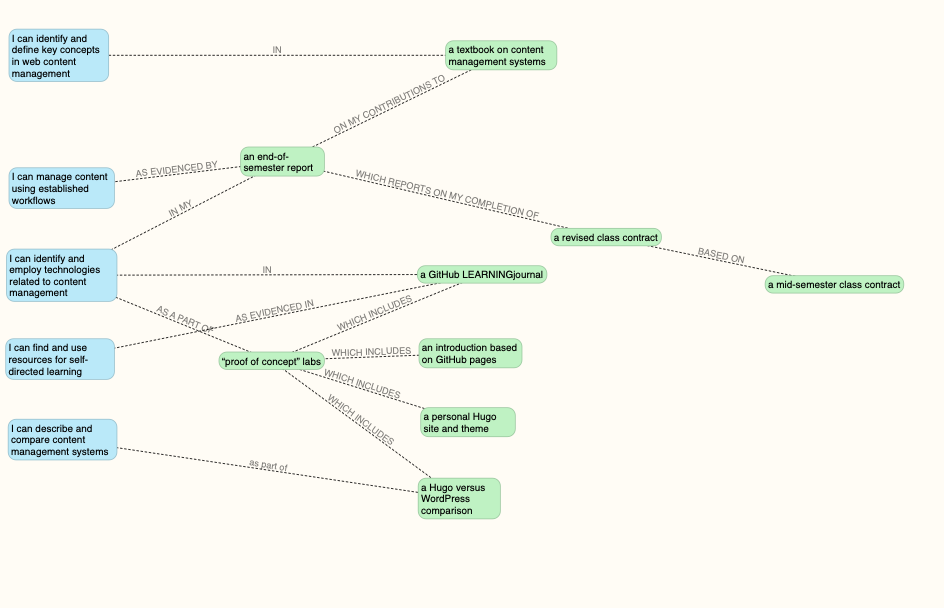 I can identify and
define key concepts
in web content
management
IN
a textbook on content
management systems
ON MY CONTRIBUTIONS TO
an end-of-
semester report
AS EVIDENCED BY
I can manage content
using established
workflows
WHICH REPORTS ON MY COMPLETION OF
IN MY
a revised class contract
BASED ON
a mid-semester class contract
I can identify and
employ technologies
related to content
management
IN
a GitHub LEARNINGjournal
AS A PART OF
AS EVIDENCED IN
WHICH INCLUDES
I can find and use
resources for self-
directed learning
“proof of concept” labs
WHICH INCLUDES
an introduction based
on GitHub pages
WHICH INCLUDES
a personal Hugo
site and theme
WHICH INCLUDES
I can describe and
compare content
management systems
as part of
a Hugo versus
WordPress
comparison